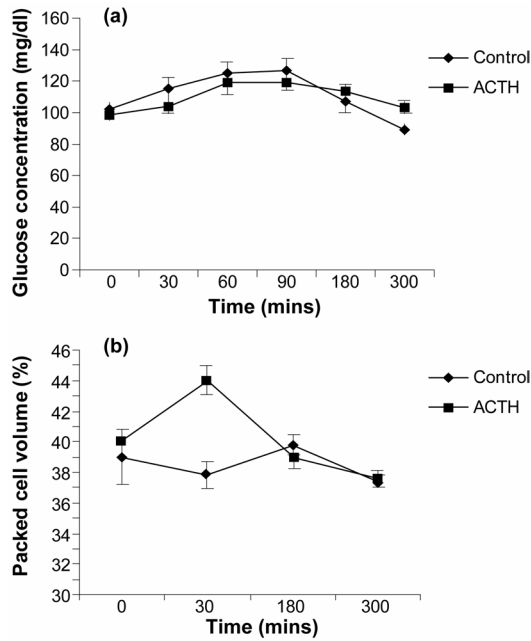 (a)
Glucose concentration (mg/dl)
160
140
120
100
80
60
40
20
0
0 30 60 90 180 300
Time (mins)
Control
ACTH
(b)
Packed cell volume (%)
46
44
42
40
38
36
34
32
30
0 30 180 300
Time (mins)
Control
ACTH